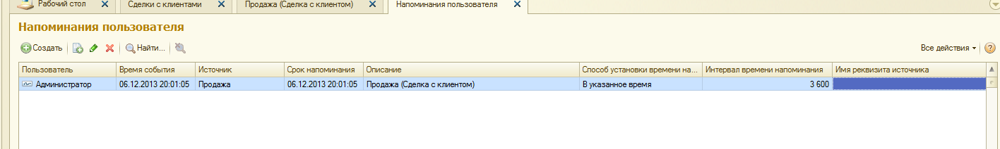 Рабочий стол Сделки с клиентами Продажа (Сделка с клиентом) Напоминания пользователя
Напоминания пользователя
Создать Найти... Все действия
Пользователь Время события Источник Срок напоминания Описание Способ установки времени на... Интервал времени напоминания Имя реквизита источника
Администратор 06.12.2013 20:01:05 Продажа 06.12.2013 20:01:05 Продажа (Сделка с клиентом) В указанное время 3 600